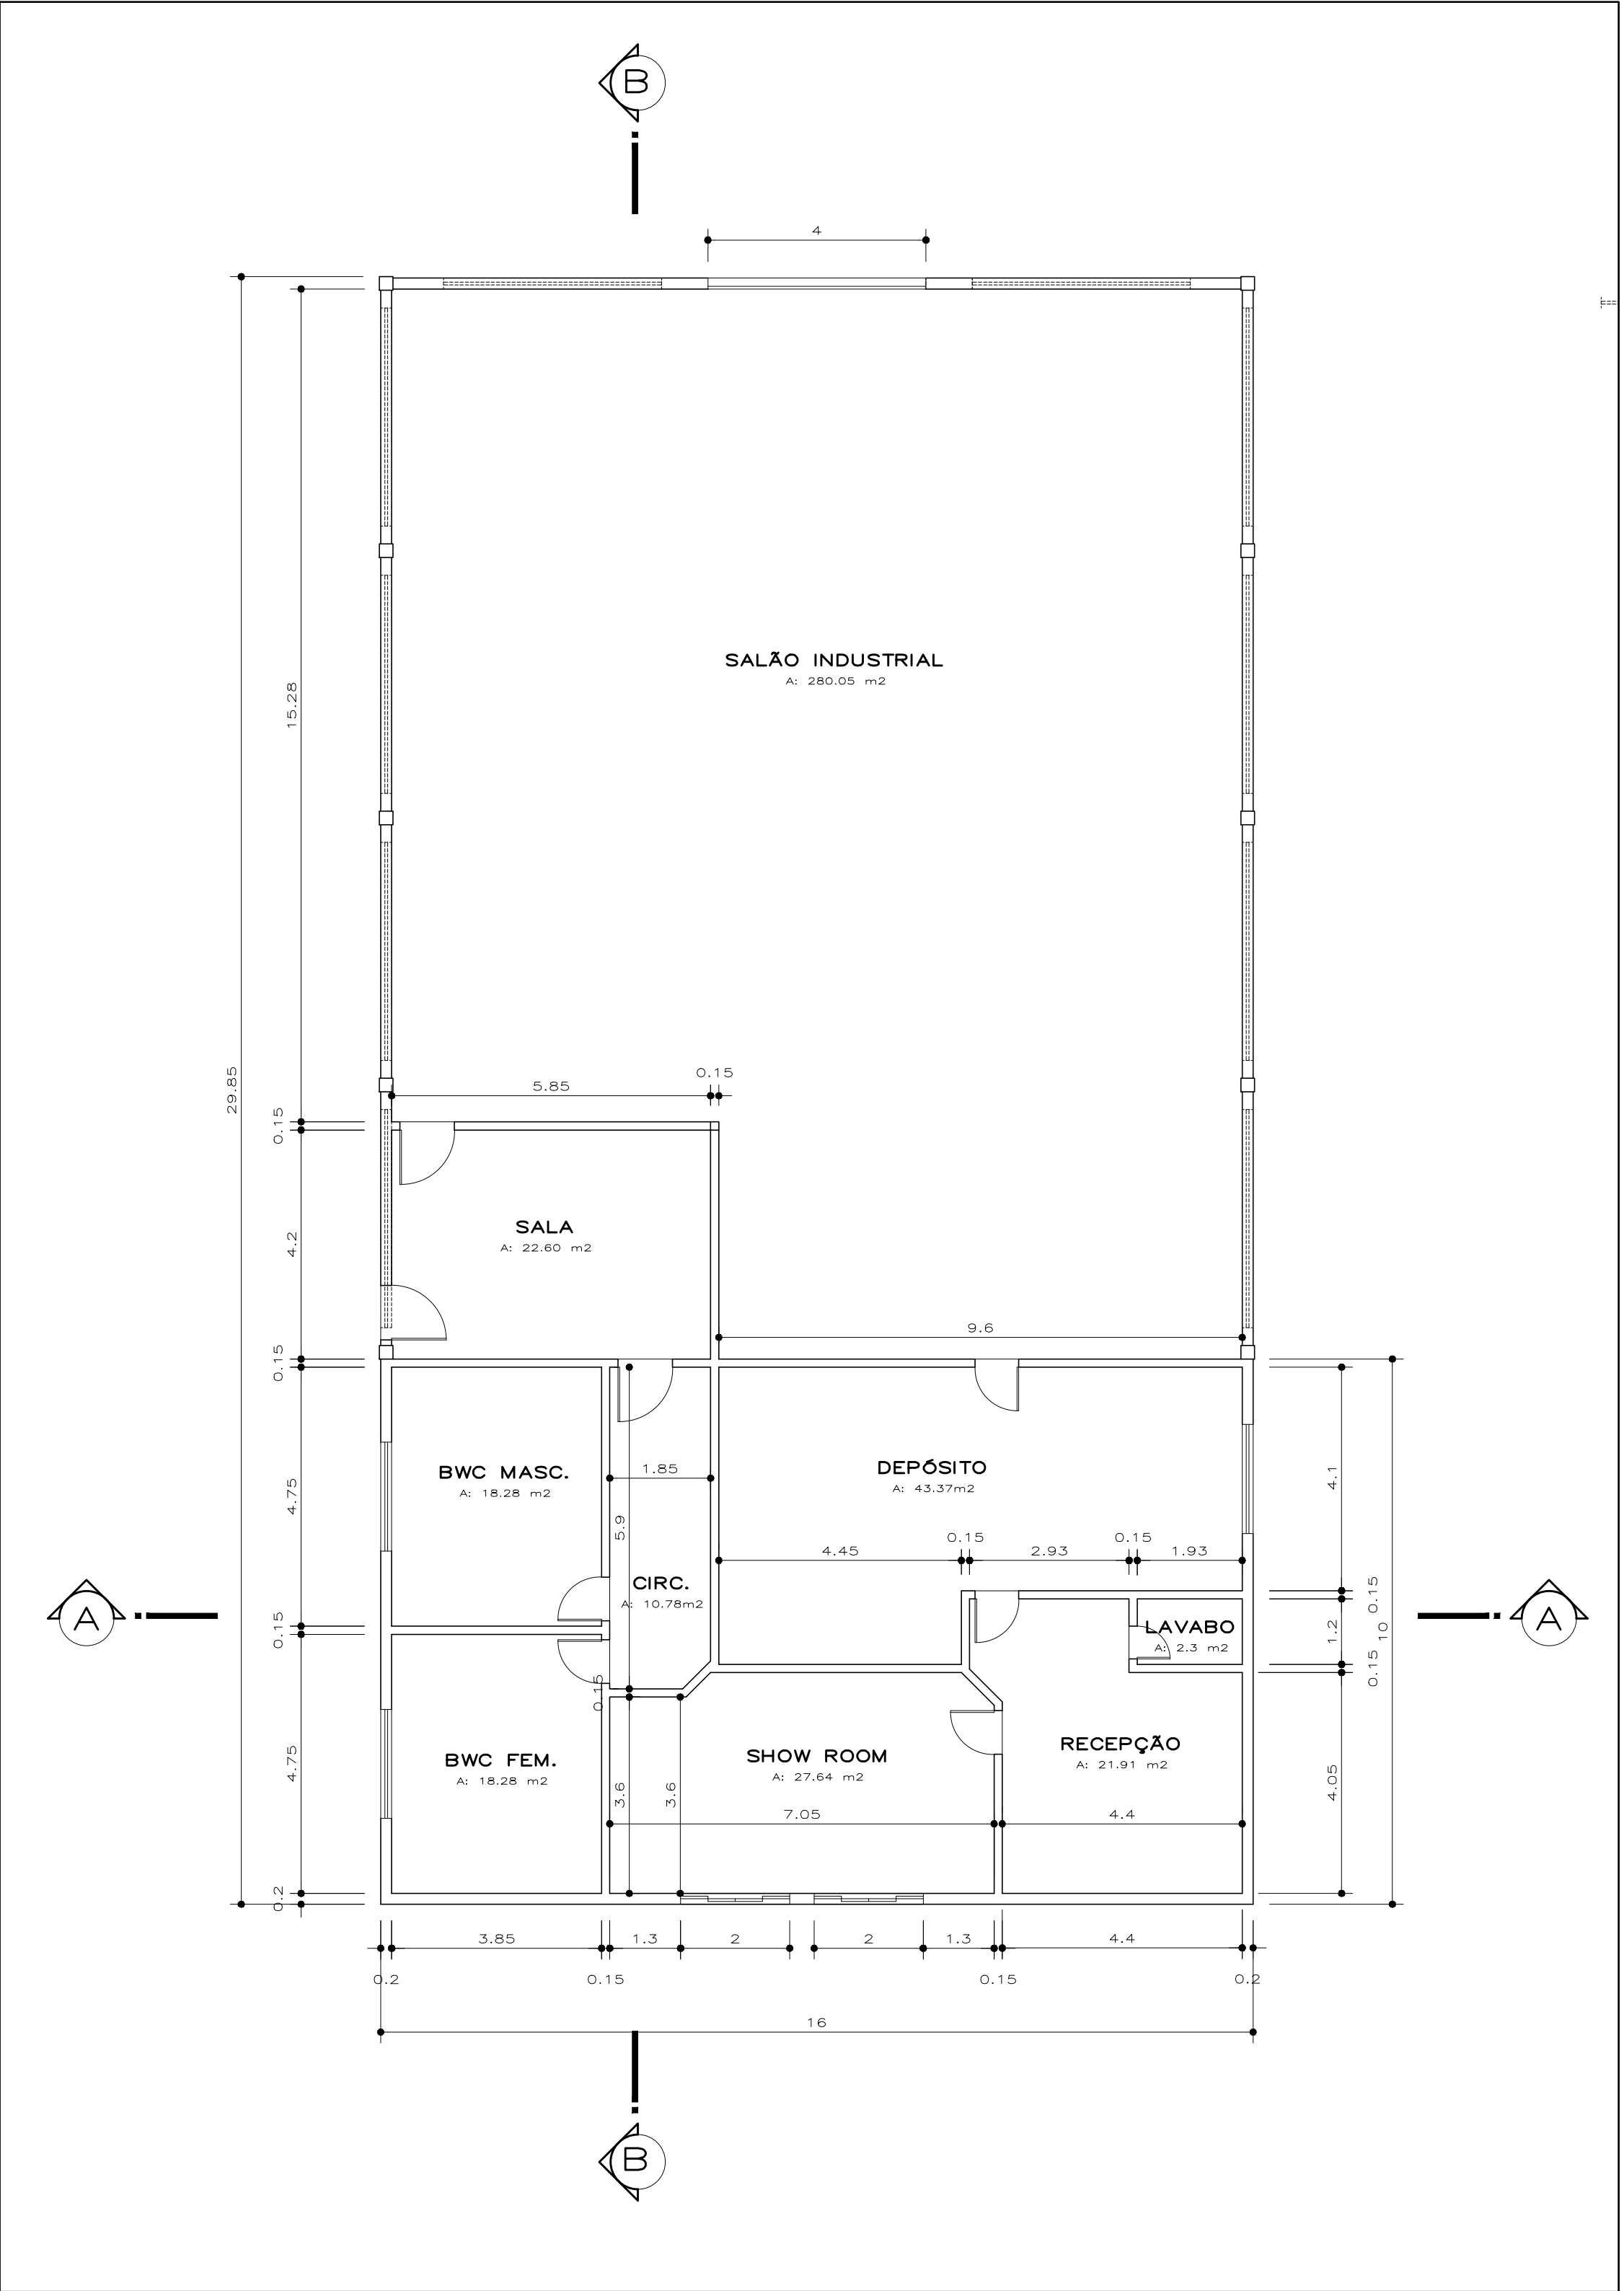 B
4
SALÃO INDUSTRIAL
A: 280.05 m2
15.28
29.85
0.15
5.85
0.15
SALA
A: 22.60 m2
4.2
9.6
0.15
BWC MASC.
A: 18.28 m2
4.75
1.85
5.9
DEPÓSITO
A: 43.37m2
4.1
4.45
0.15
2.93
0.15
1.93
CIRC.
A: 10.78m2
A
A
LAVABO
A: 2.3 m2
0.15
1.2
10
0.15
0.15
0.15
BWC FEM.
A: 18.28 m2
4.75
SHOW ROOM
A: 27.64 m2
RECEPÇÃO
A: 21.91 m2
3.6
3.6
7.05
4.4
4.05
0.2
3.85
1.3
2
2
1.3
4.4
0.2
0.15
0.15
0.2
16
B